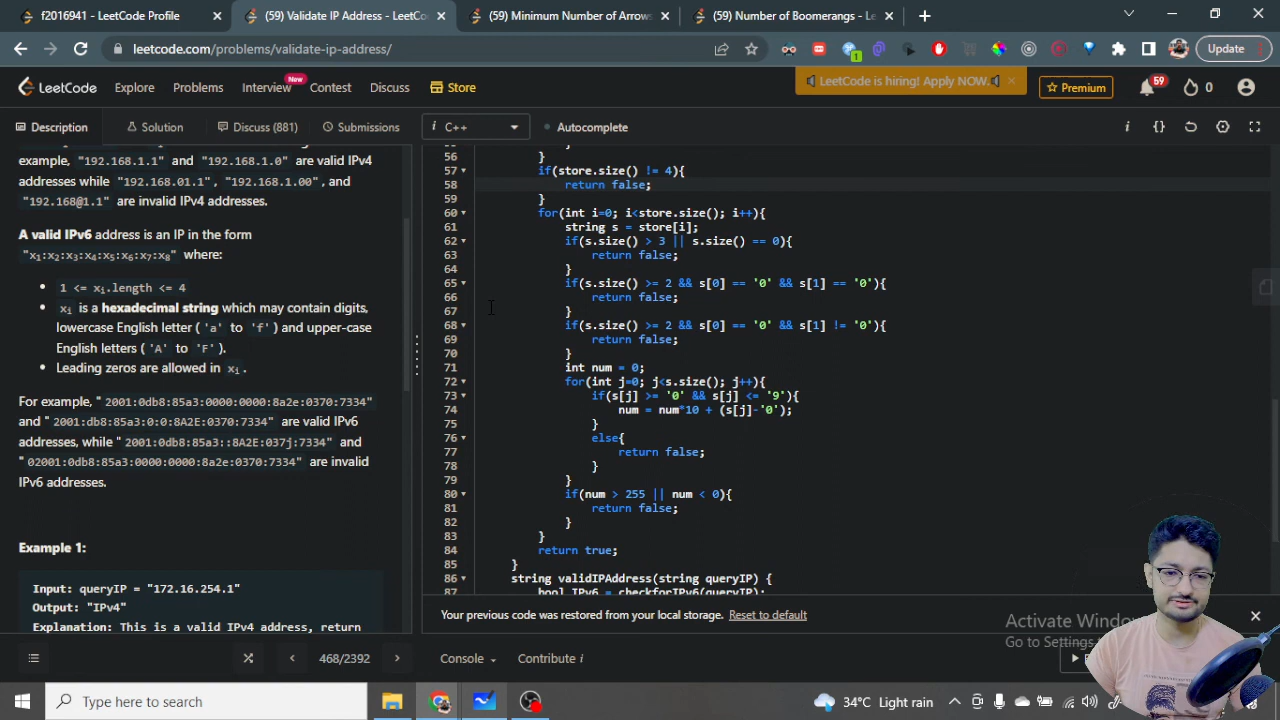 f2016941 - LeetCode Profile
(59) Validate IP Address - LeetCo
(59) Minimum Number of Arrows
(59) Number of Boomerangs - Le
leetcode.com/problems/validate-ip-address/
Update
LeetCode is hiring! Apply NOW.
LeetCode
Explore
Problems
Interview
New
Contest
Discuss
Store
Premium
59
0
Description
Solution
Discuss (881)
Submissions
i C++
Autocomplete
example, "192.168.1.1" and "192.168.1.0" are valid IPv4
addresses while "192.168.01.1", "192.168.1.00", and
"192.168@1.1" are invalid IPv4 addresses.
A valid IPv6 address is an IP in the form
"x1:x2:x3:x4:x5:x6:x7:x8" where:
• 1 <= xi.length <= 4
• xi is a hexadecimal string which may contain digits,
lowercase English letter ('a' to 'f') and upper-case
English letters ('A' to 'F').
• Leading zeros are allowed in xi.
For example, "2001:0db8:85a3:0000:0000:8a2e:0370:7334"
and "2001:db8:85a3:0:0:8A2E:0370:7334" are valid IPv6
addresses, while "2001:0db8:85a3::8A2E:037j:7334" and
"02001:0db8:85a3:0000:0000:8a2e:0370:7334" are invalid
IPv6 addresses.
Example 1:
Input: queryIP = "172.16.254.1"
Output: "IPv4"
Explanation: This is a valid IPv4 address, return
56 }
57 if(store.size() != 4){
58 return false;
59 }
60 for(int i=0; i<store.size(); i++){
61 string s = store[i];
62 if(s.size() > 3 || s.size() == 0){
63 return false;
64 }
65 if(s.size() >= 2 && s[0] == '0' && s[1] == '0'){
66 return false;
67 }
68 if(s.size() >= 2 && s[0] == '0' && s[1] != '0'){
69 return false;
70 }
71 int num = 0;
72 for(int j=0; j<s.size(); j++){
73 if(s[j] >= '0' && s[j] <= '9'){
74 num = num*10 + (s[j]-'0');
75 }
76 else{
77 return false;
78 }
79 }
80 if(num > 255 || num < 0){
81 return false;
82 }
83 }
84 return true;
85 }
86 string validIPAddress(string queryIP) {
87 bool IPv6 = checkforIPv6(queryIP);
Your previous code was restored from your local storage. Reset to default
Activate Window
Go to Settings
468/2392
Console
Contribute i
Type here to search
34°C Light rain